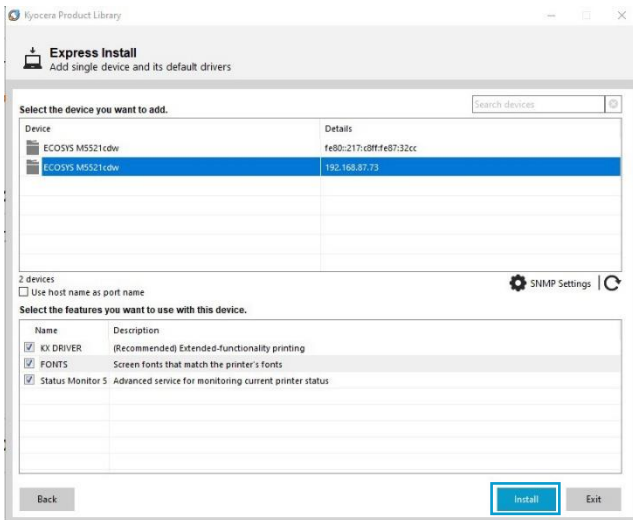 Kyocera Product Library
Express Install
Add single device and its default drivers
Select the device you want to add.
Search devices
Device Details
ECOSYS M5521cdw fe80::217:c8ff:fe87:32cc
ECOSYS M5521cdw 192.168.87.73
2 devices
SNMP Settings
Use host name as port name
Select the features you want to use with this device.
Name Description
KX DRIVER (Recommended) Extended-functionality printing
FONTS Screen fonts that match the printer's fonts
Status Monitor 5 Advanced service for monitoring current printer status
Back Install Exit